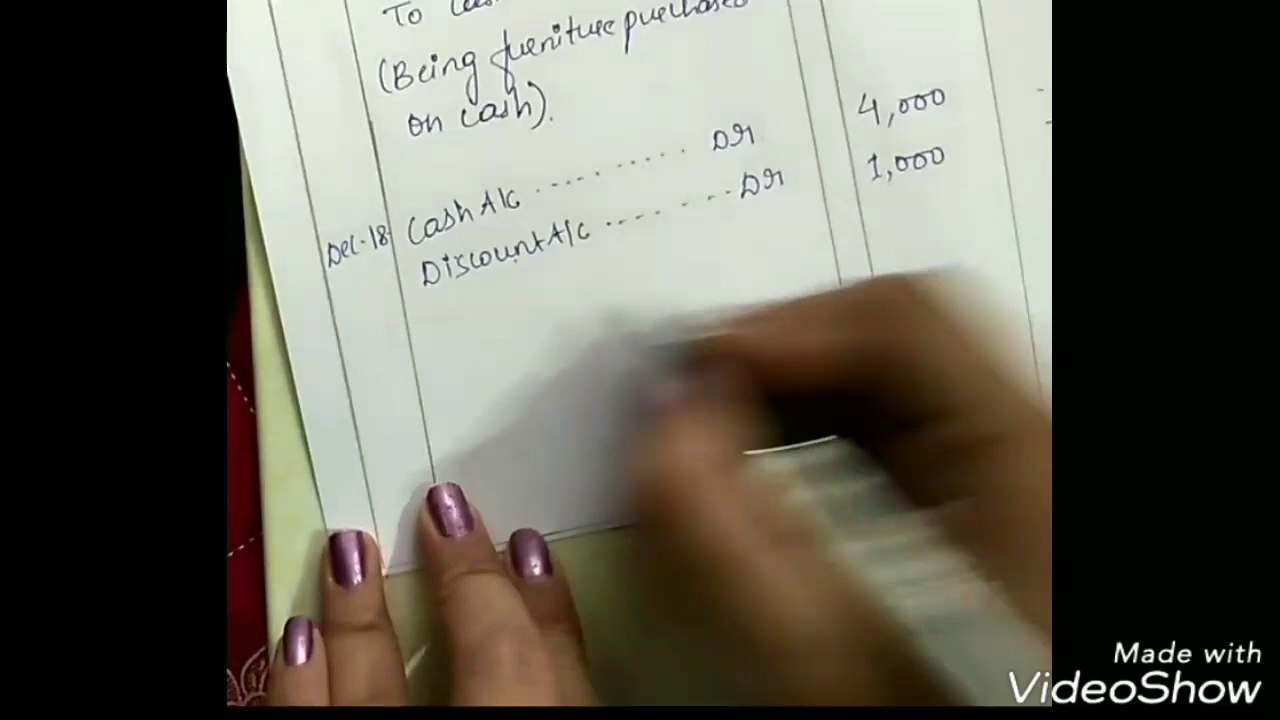 To
(Being furniture purchased
on cash).
4,000
Dec-18 Cash A/c .......... Dr
1,000
Discount A/c ........ Dr
Made with
VideoShow